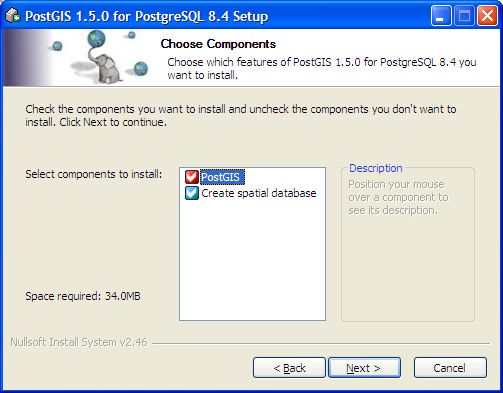 PostGIS 1.5.0 for PostgreSQL 8.4 Setup
Choose Components
Choose which features of PostGIS 1.5.0 for PostgreSQL 8.4 you
want to install.
Check the components you want to install and uncheck the components you don't want to
install. Click Next to continue.
Select components to install:
PostGIS
Create spatial database
Description
Position your mouse
over a component to
see its description.
Space required: 34.0MB
Nullsoft Install System v2.46
< Back
Next >
Cancel